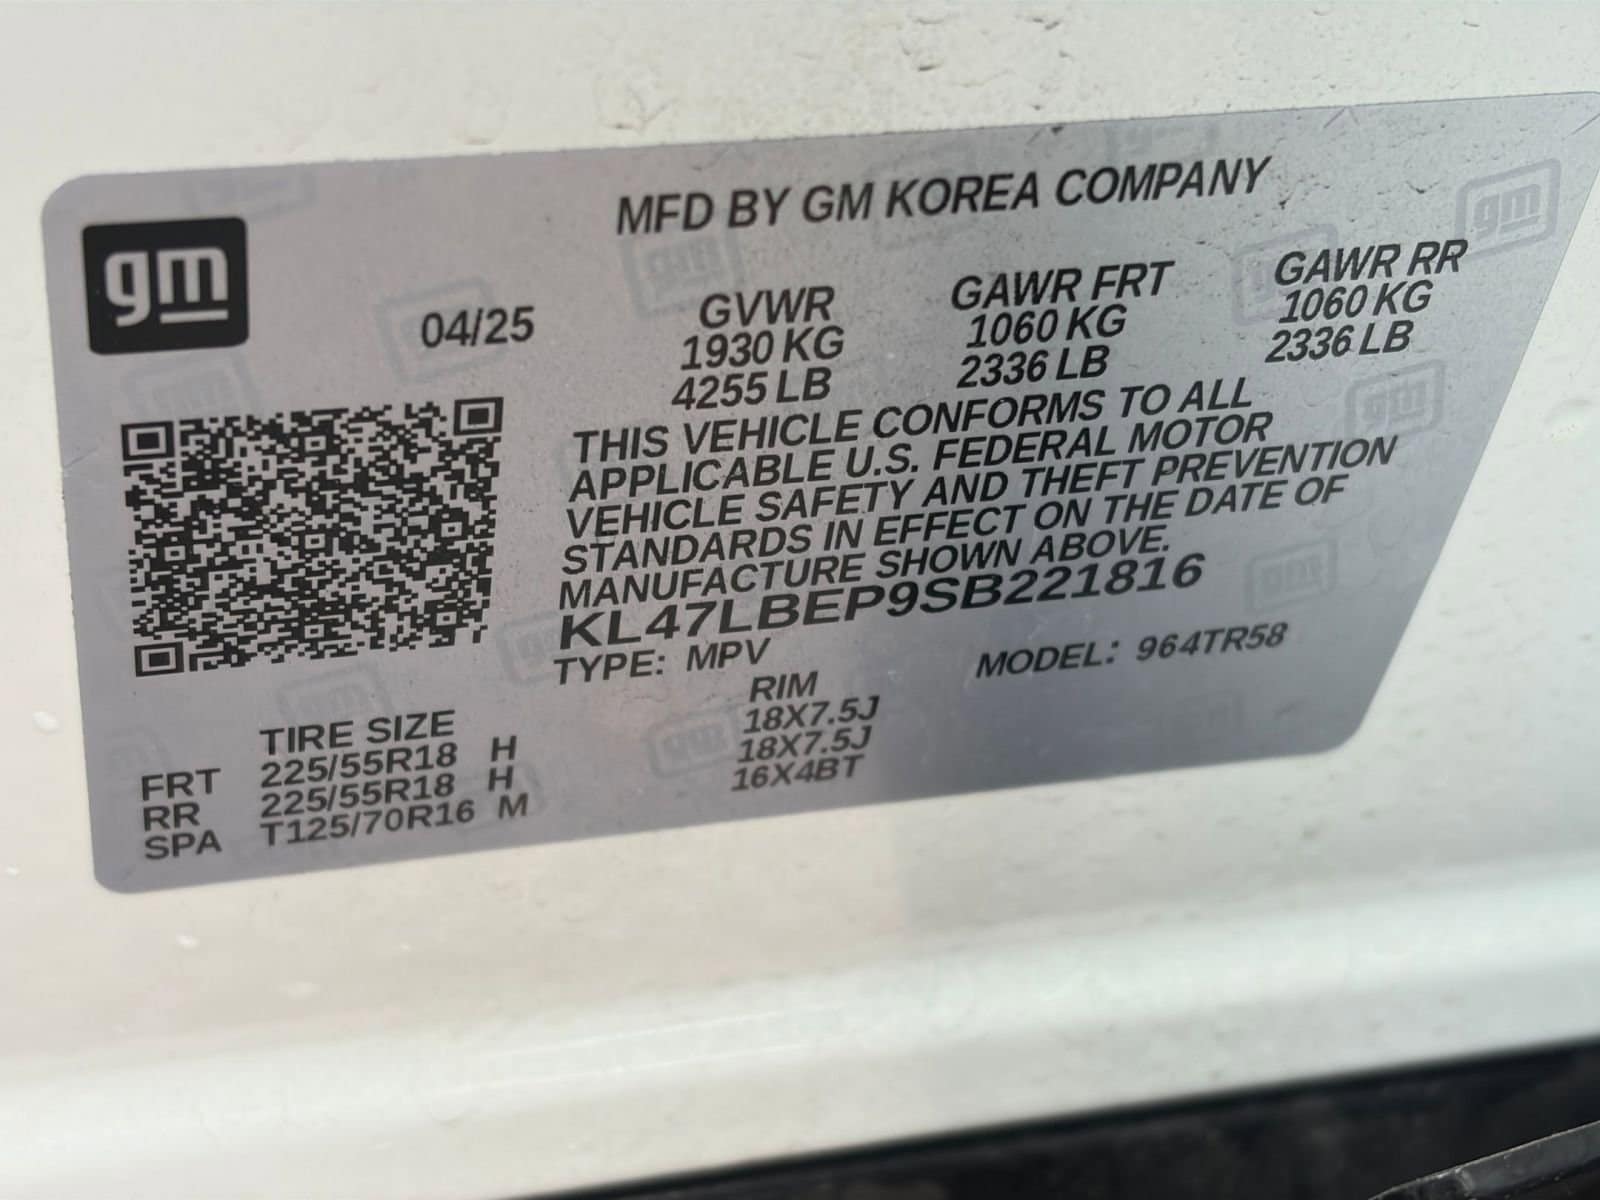 gm
MFD BY GM KOREA COMPANY
04/25
GVWR
1930 KG
4255 LB
GAWR FRT
1060 KG
2336 LB
GAWR RR
1060 KG
2336 LB
THIS VEHICLE CONFORMS TO ALL
APPLICABLE U.S. FEDERAL MOTOR
VEHICLE SAFETY AND THEFT PREVENTION
STANDARDS IN EFFECT ON THE DATE OF
MANUFACTURE SHOWN ABOVE.
KL47LBEP9SB221816
TYPE: MPV MODEL: 964TR58
TIRE SIZE RIM
FRT 225/55R18 H 18X7.5J
RR 225/55R18 H 18X7.5J
SPA T125/70R16 M 16X4BT